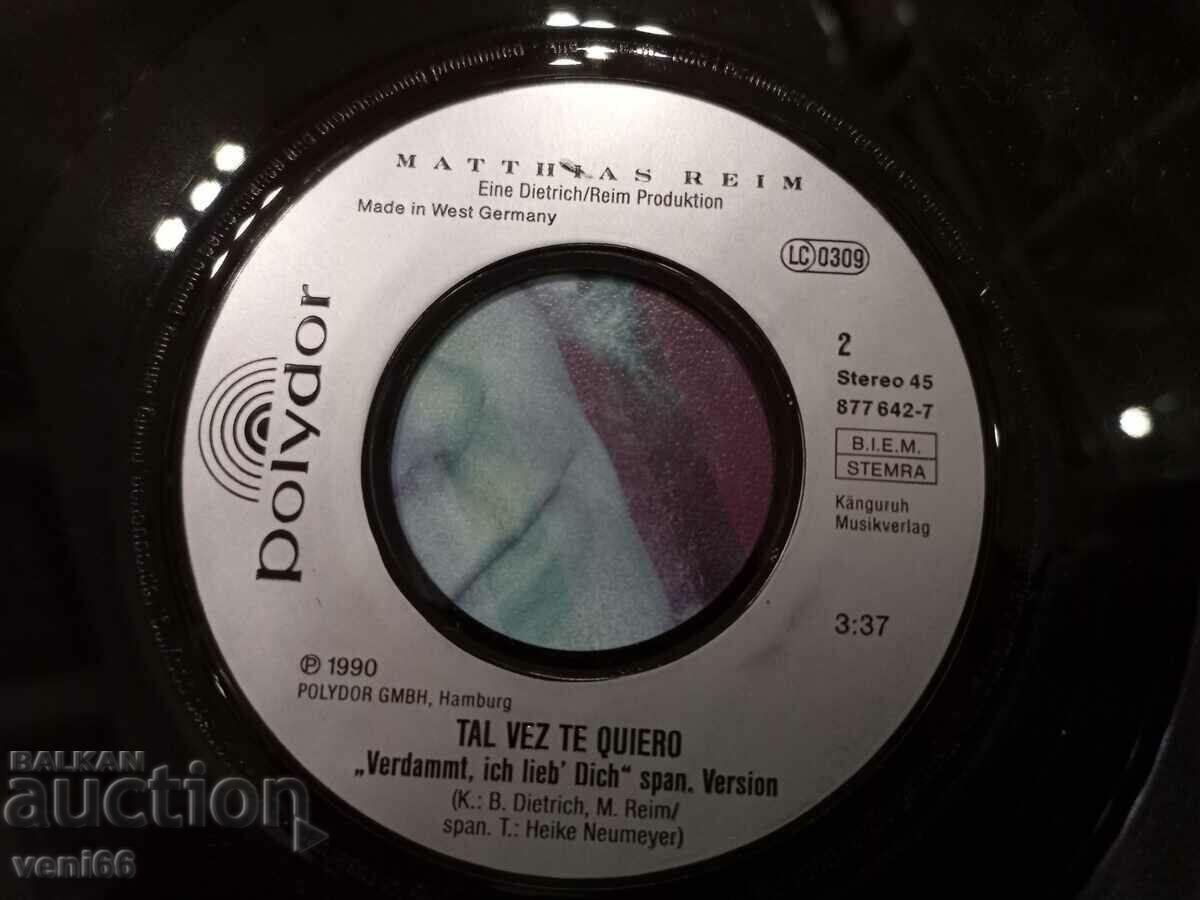 MATTHIAS REIM
Eine Dietrich/Reim Produktion
Made in West Germany
LC 0309
polydor
2
Stereo 45
877 642-7
B.I.E.M.
STEMRA
Känguruh
Musikverlag
3:37
℗ 1990
POLYDOR GMBH, Hamburg
TAL VEZ TE QUIERO
„Verdammt, ich lieb' Dich“ span. Version
(K.: B. Dietrich, M. Reim/
span. T.: Heike Neumeyer)
BALKAN
auction
veni66